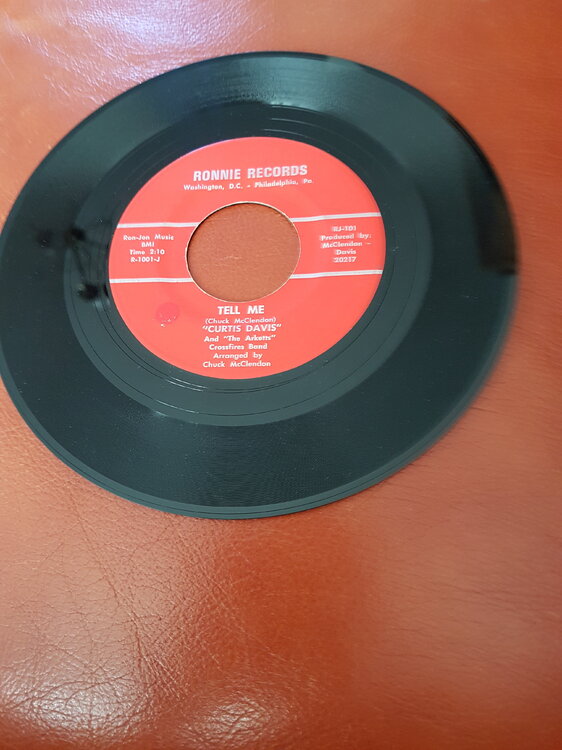 RONNIE RECORDS
Washington, D.C. - Philadelphia, Pa.
Ron-Jon Music
BMI
Time 2:10
R-1001-J
RJ-101
Produced by:
McClendon -
Davis
20217
TELL ME
(Chuck McClendon)
"CURTIS DAVIS"
And "The Arketts"
Crossfires Band
Arranged by
Chuck McClendon